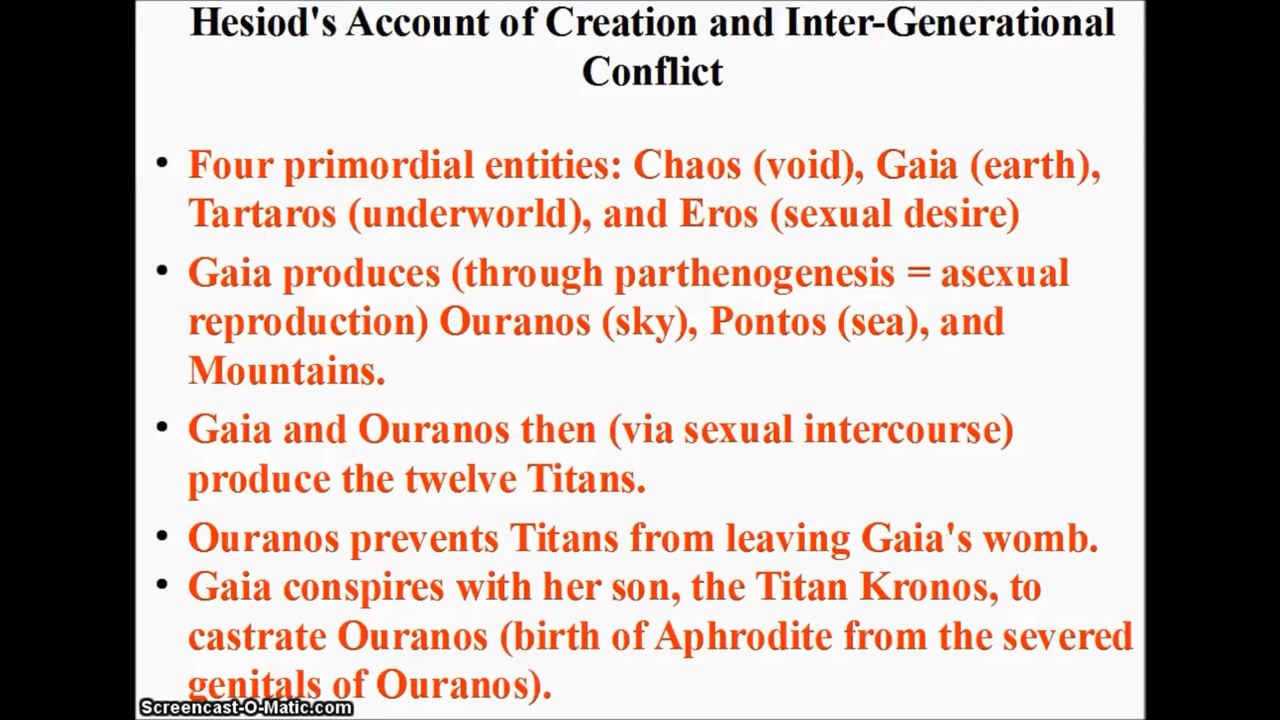 Hesiod's Account of Creation and Inter-Generational
Conflict
• Four primordial entities: Chaos (void), Gaia (earth),
Tartaros (underworld), and Eros (sexual desire)
• Gaia produces (through parthenogenesis = asexual
reproduction) Ouranos (sky), Pontos (sea), and
Mountains.
• Gaia and Ouranos then (via sexual intercourse)
produce the twelve Titans.
• Ouranos prevents Titans from leaving Gaia's womb.
• Gaia conspires with her son, the Titan Kronos, to
castrate Ouranos (birth of Aphrodite from the severed
genitals of Ouranos).
Screencast-O-Matic.com